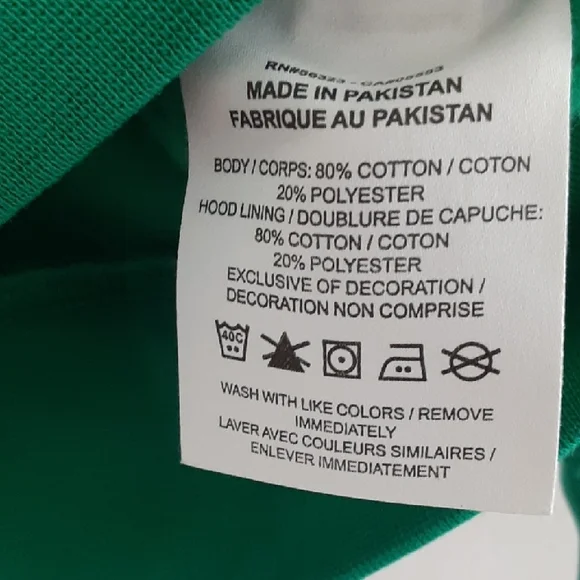 MADE IN PAKISTAN
FABRIQUE AU PAKISTAN
BODY / CORPS: 80% COTTON / COTON
20% POLYESTER
HOOD LINING / DOUBLURE DE CAPUCHE:
80% COTTON / COTON
20% POLYESTER
EXCLUSIVE OF DECORATION /
DECORATION NON COMPRISE
40C
WASH WITH LIKE COLORS / REMOVE
IMMEDIATELY
LAVER AVEC COULEURS SIMILAIRES /
ENLEVER IMMEDIATEMENT